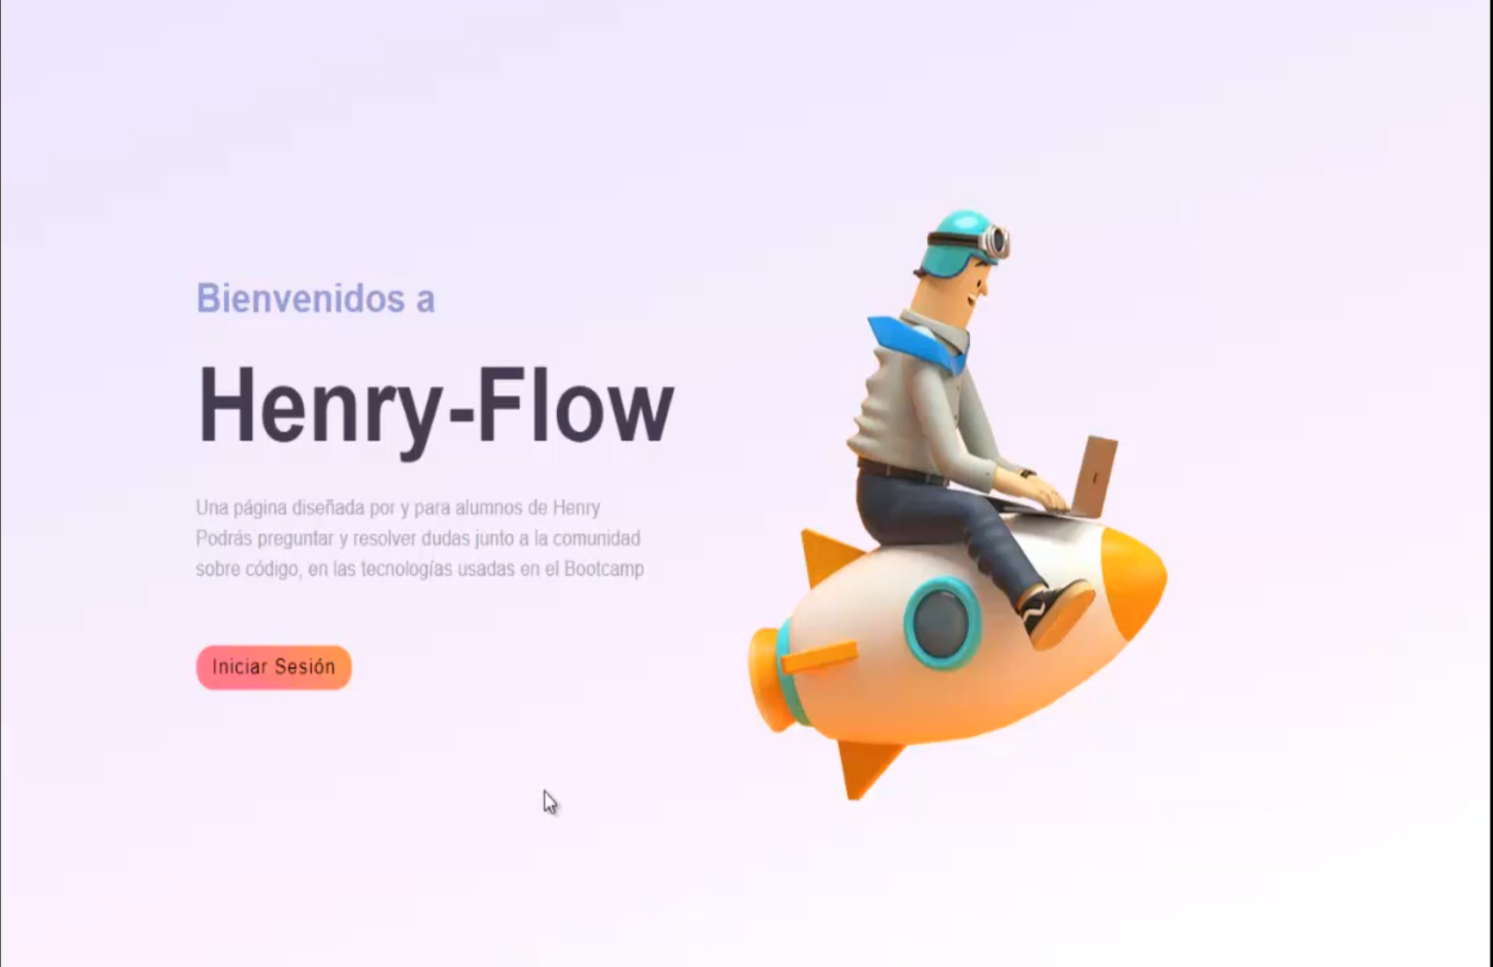 Bienvenidos a
Henry-Flow
Una página diseñada por y para alumnos de Henry
Podrás preguntar y resolver dudas junto a la comunidad
sobre código, en las tecnologías usadas en el Bootcamp
Iniciar Sesión